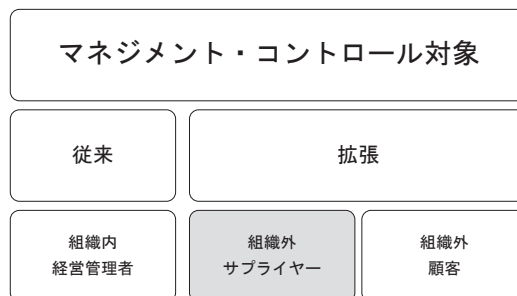 マネジメント・コントロール対象
従来
拡張
組織内
経営管理者
組織外
サプライヤー
組織外
顧客